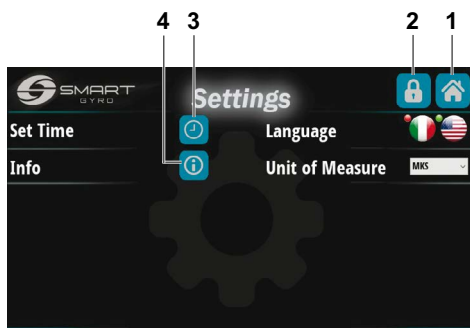 4 3 2 1
SMART
GYRO
Settings
Set Time
Language
Info
Unit of Measure
MKS